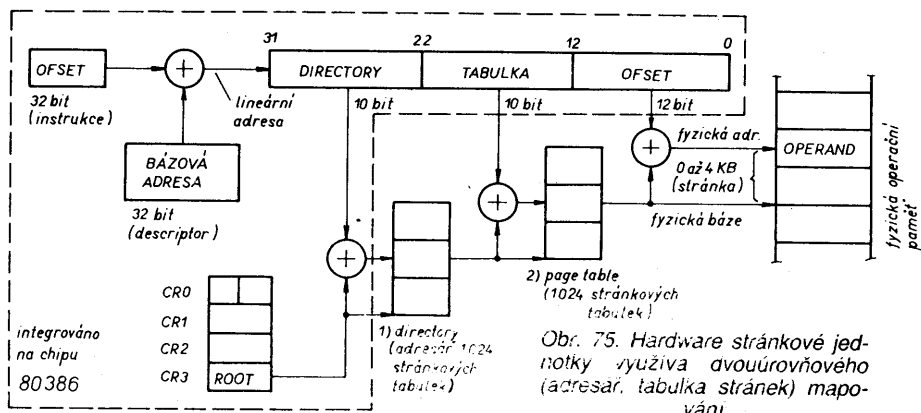 31 22 12 0
OFSET
DIRECTORY
TABULKA
OFSET
32 bit
(instrukce)
lineární
adresa
10 bit
10 bit
12 bit
BÁZOVÁ
ADRESA
32 bit
(descriptor)
fyzická adr.
OPERAND
0 až 4 KB
(stránka)
fyzická báze
fyzická operační
paměť
CR0
CR1
CR2
CR3
ROOT
integrováno
na chipu
80386
1) directory
(adresář 1024
stránkových
tabulek)
2) page table
(1024 stránkových
tabulek)
Obr. 75. Hardware stránkové jed-
notky využívá dvouúrovňového
(adresář, tabulka stránek) mapo-
vání